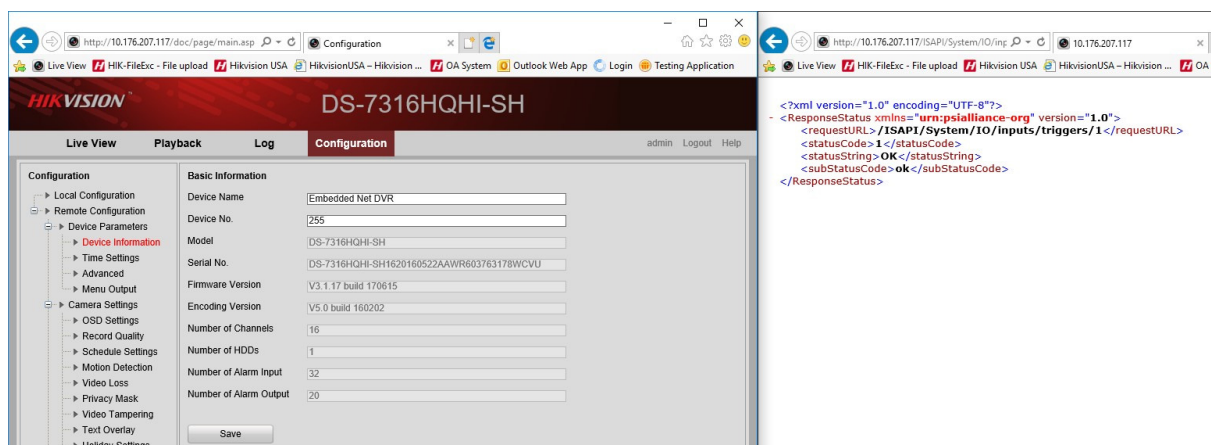 http://10.176.207.117/doc/page/main.asp
Configuration
Live View HIK-FileExc - File upload Hikvision USA HikvisionUSA – Hikvision ... OA System Outlook Web App Login Testing Application
HIKVISION
DS-7316HQHI-SH
Live View Playback Log Configuration admin Logout Help
Configuration
Local Configuration
Remote Configuration
Device Parameters
Device Information
Time Settings
Advanced
Menu Output
Camera Settings
OSD Settings
Record Quality
Schedule Settings
Motion Detection
Video Loss
Privacy Mask
Video Tampering
Text Overlay
Holiday Settings
Basic Information
Device Name Embedded Net DVR
Device No. 255
Model DS-7316HQHI-SH
Serial No. DS-7316HQHI-SH1620160522AAWR603763178WCVU
Firmware Version V3.1.17 build 170615
Encoding Version V5.0 build 160202
Number of Channels 16
Number of HDDs 1
Number of Alarm Input 32
Number of Alarm Output 20
Save
http://10.176.207.117/ISAPI/System/IO/inp
10.176.207.117
Live View HIK-FileExc - File upload Hikvision USA HikvisionUSA – Hikvision ... OA
<?xml version="1.0" encoding="UTF-8"?>
- <ResponseStatus xmlns="urn:psialliance-org" version="1.0">
<requestURL>/ISAPI/System/IO/inputs/triggers/1</requestURL>
<statusCode>1</statusCode>
<statusString>OK</statusString>
<subStatusCode>ok</subStatusCode>
</ResponseStatus>